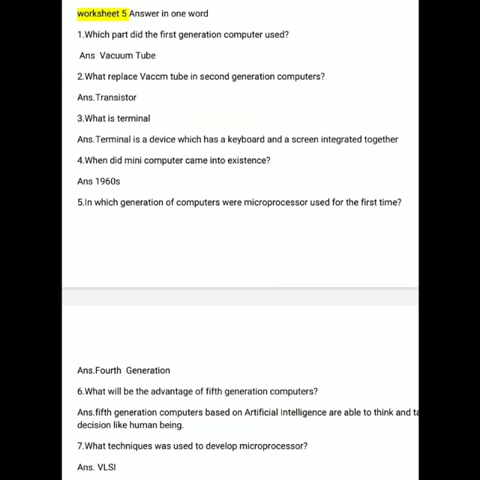 worksheet 5 Answer in one word
1.Which part did the first generation computer used?
Ans Vacuum Tube
2.What replace Vaccm tube in second generation computers?
Ans.Transistor
3.What is terminal
Ans.Terminal is a device which has a keyboard and a screen integrated together
4.When did mini computer came into existence?
Ans 1960s
5.In which generation of computers were microprocessor used for the first time?
Ans.Fourth Generation
6.What will be the advantage of fifth generation computers?
Ans.fifth generation computers based on Artificial Intelligence are able to think and
decision like human being.
7.What techniques was used to develop microprocessor?
Ans. VLSI